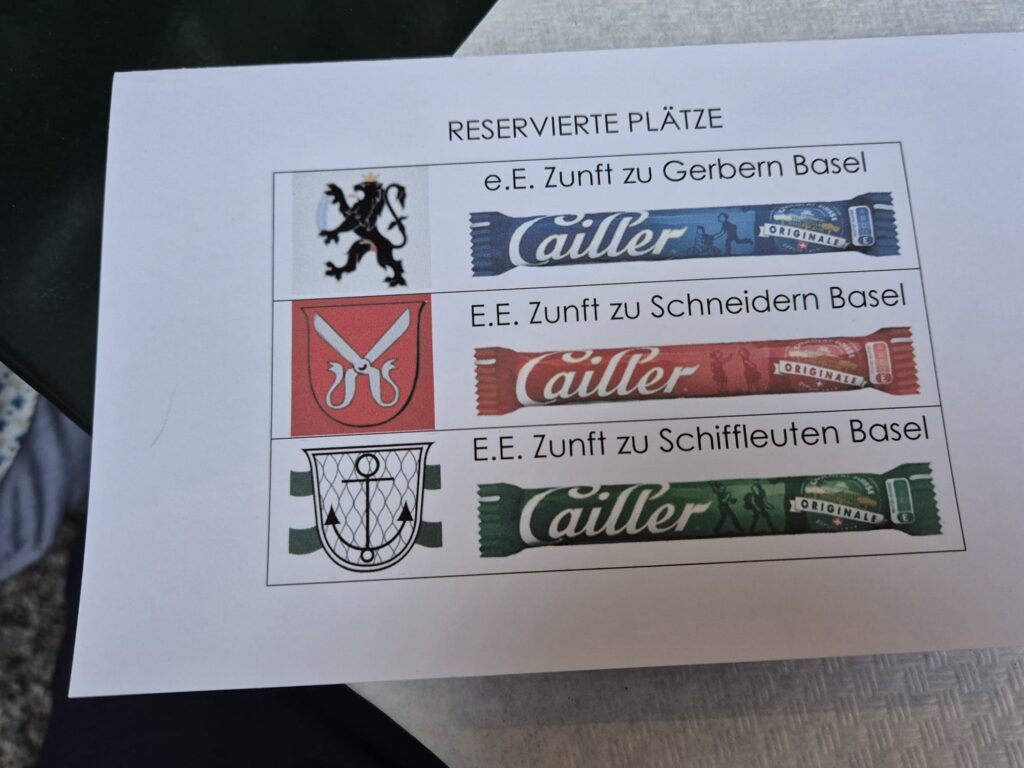 RESERVIERTE PLÄTZE
e.E. Zunft zu Gerbern Basel
Cailler
ORIGINALE
E.E. Zunft zu Schneidern Basel
Cailler
ORIGINALE
E
E.E. Zunft zu Schiffleuten Basel
Cailler
ORIGINALE
E